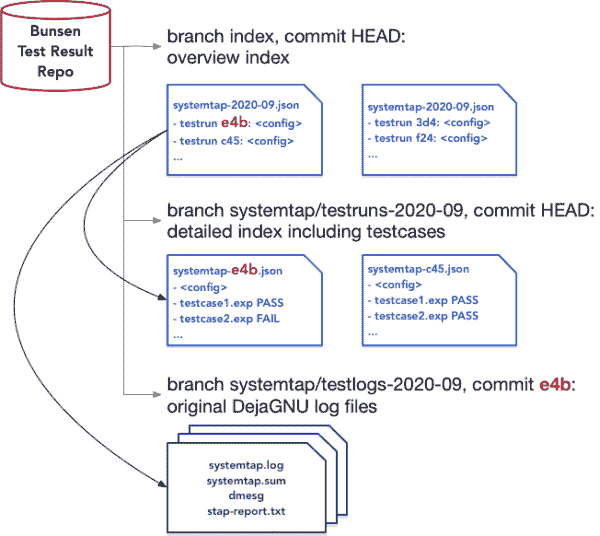 Bunsen
Test Result
Repo
branch index, commit HEAD:
overview index
systemtap-2020-09.json
- testrun e4b: <config>
- testrun c45: <config>
...
systemtap-2020-09.json
- testrun 3d4: <config>
- testrun f24: <config>
...
branch systemtap/testruns-2020-09, commit HEAD:
detailed index including testcases
systemtap-e4b.json
- <config>
- testcase1.exp PASS
- testcase2.exp FAIL
...
systemtap-c45.json
- <config>
- testcase1.exp PASS
- testcase2.exp PASS
...
branch systemtap/testlogs-2020-09, commit e4b:
original DejaGNU log files
systemtap.log
systemtap.sum
dmesg
stap-report.txt